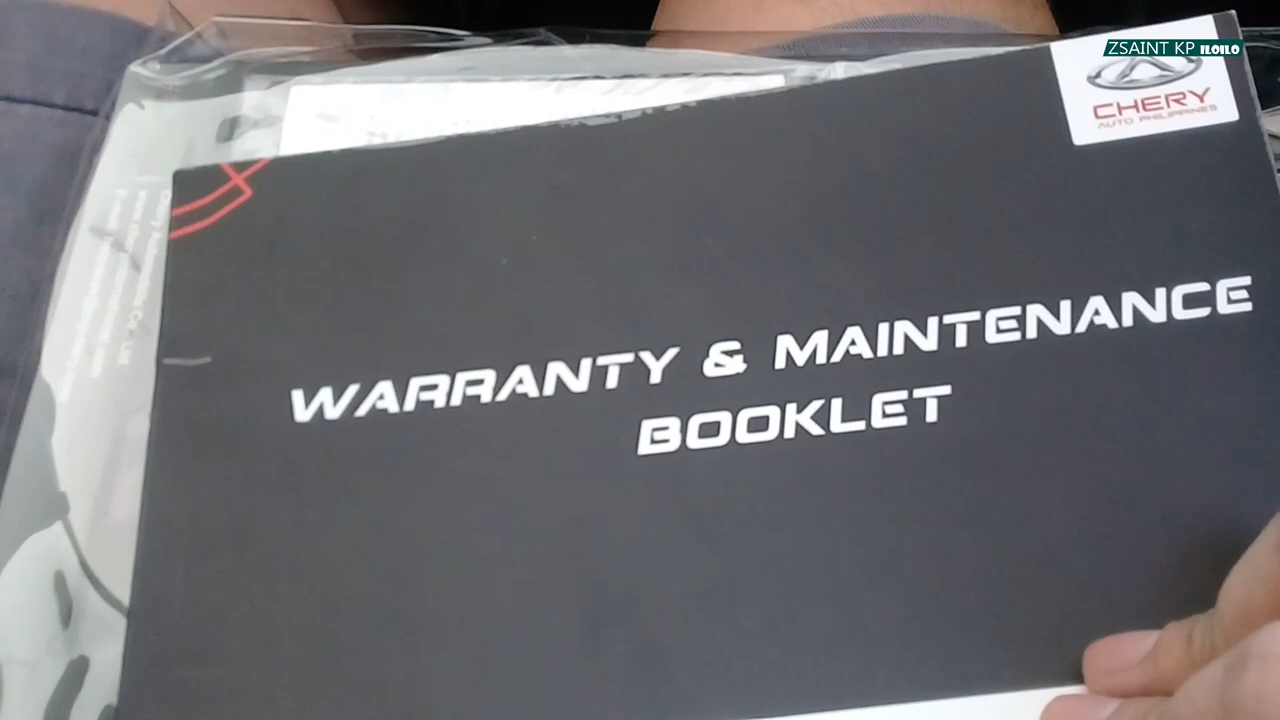 ZSAINT KP ILOILO
CHERY
AUTO PHILIPPINES
WARRANTY & MAINTENANCE
BOOKLET